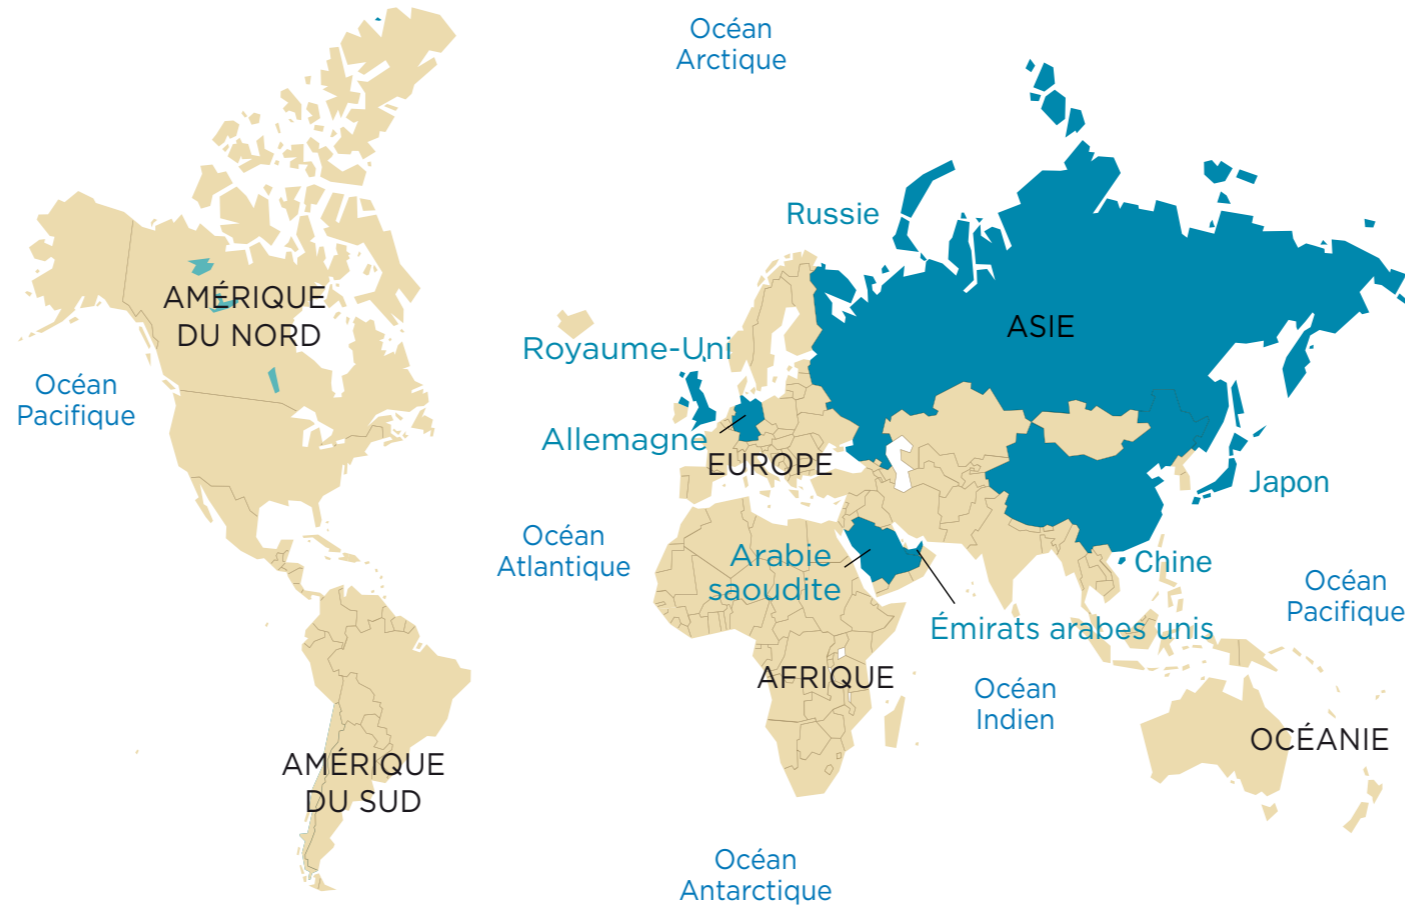 Océan
Arctique
Russie
AMÉRIQUE
DU NORD
ASIE
Royaume-Uni
Océan
Pacifique
Allemagne
EUROPE
Japon
Océan
Atlantique
Arabie
saoudite
Chine
Océan
Pacifique
Émirats arabes unis
AFRIQUE
Océan
Indien
OCÉANIE
AMÉRIQUE
DU SUD
Océan
Antarctique